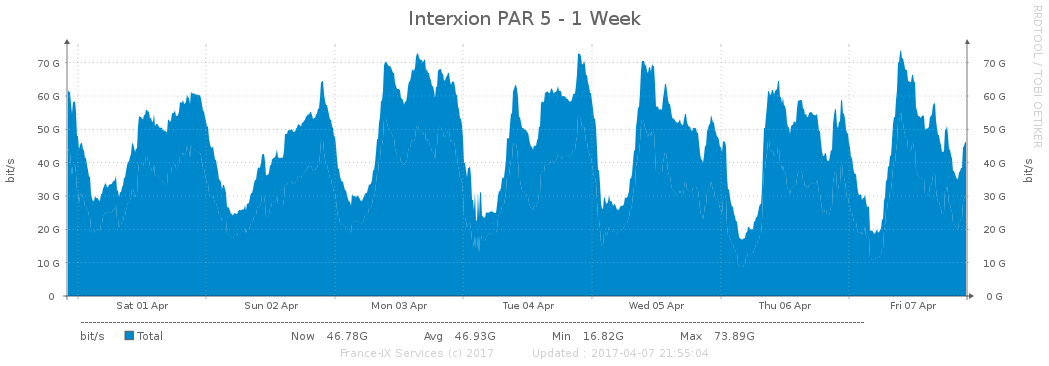 Interxion PAR 5 - 1 Week
RRDTOOL / TOBI OETIKER
bit/s
70 G
60 G
50 G
40 G
30 G
20 G
10 G
0
70 G
60 G
50 G
40 G
30 G
20 G
10 G
0 G
bit/s
Sat 01 Apr Sun 02 Apr Mon 03 Apr Tue 04 Apr Wed 05 Apr Thu 06 Apr Fri 07 Apr
bit/s Total Now 46.78G Avg 46.93G Min 16.82G Max 73.89G
France-IX Services (c) 2017 Updated : 2017-04-07 21:55:04